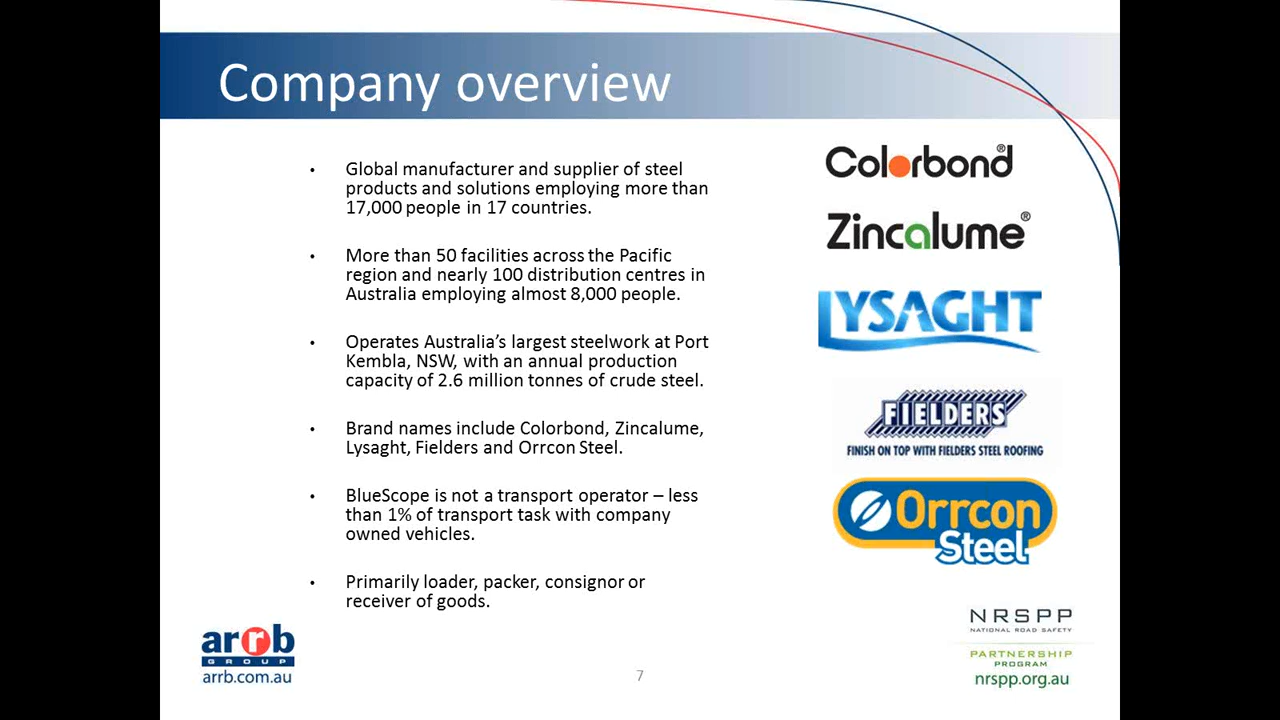 Company overview
• Global manufacturer and supplier of steel
products and solutions employing more than
17,000 people in 17 countries.
• More than 50 facilities across the Pacific
region and nearly 100 distribution centres in
Australia employing almost 8,000 people.
• Operates Australia’s largest steelwork at Port
Kembla, NSW, with an annual production
capacity of 2.6 million tonnes of crude steel.
• Brand names include Colorbond, Zincalume,
Lysaght, Fielders and Orrcon Steel.
• BlueScope is not a transport operator – less
than 1% of transport task with company
owned vehicles.
• Primarily loader, packer, consignor or
receiver of goods.
Colorbond®
Zincalume®
LYSAGHT
FIELDERS
FINISH ON TOP WITH FIELDERS STEEL ROOFING
Orrcon
Steel
arrb
GROUP
arrb.com.au
7
NRSPP
NATIONAL ROAD SAFETY
PARTNERSHIP
PROGRAM
nrspp.org.au